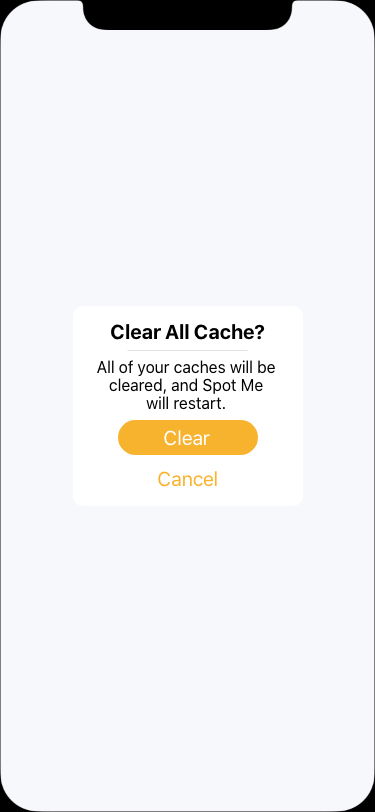 Clear All Cache?
All of your caches will be
cleared, and Spot Me
will restart.
Clear
Cancel